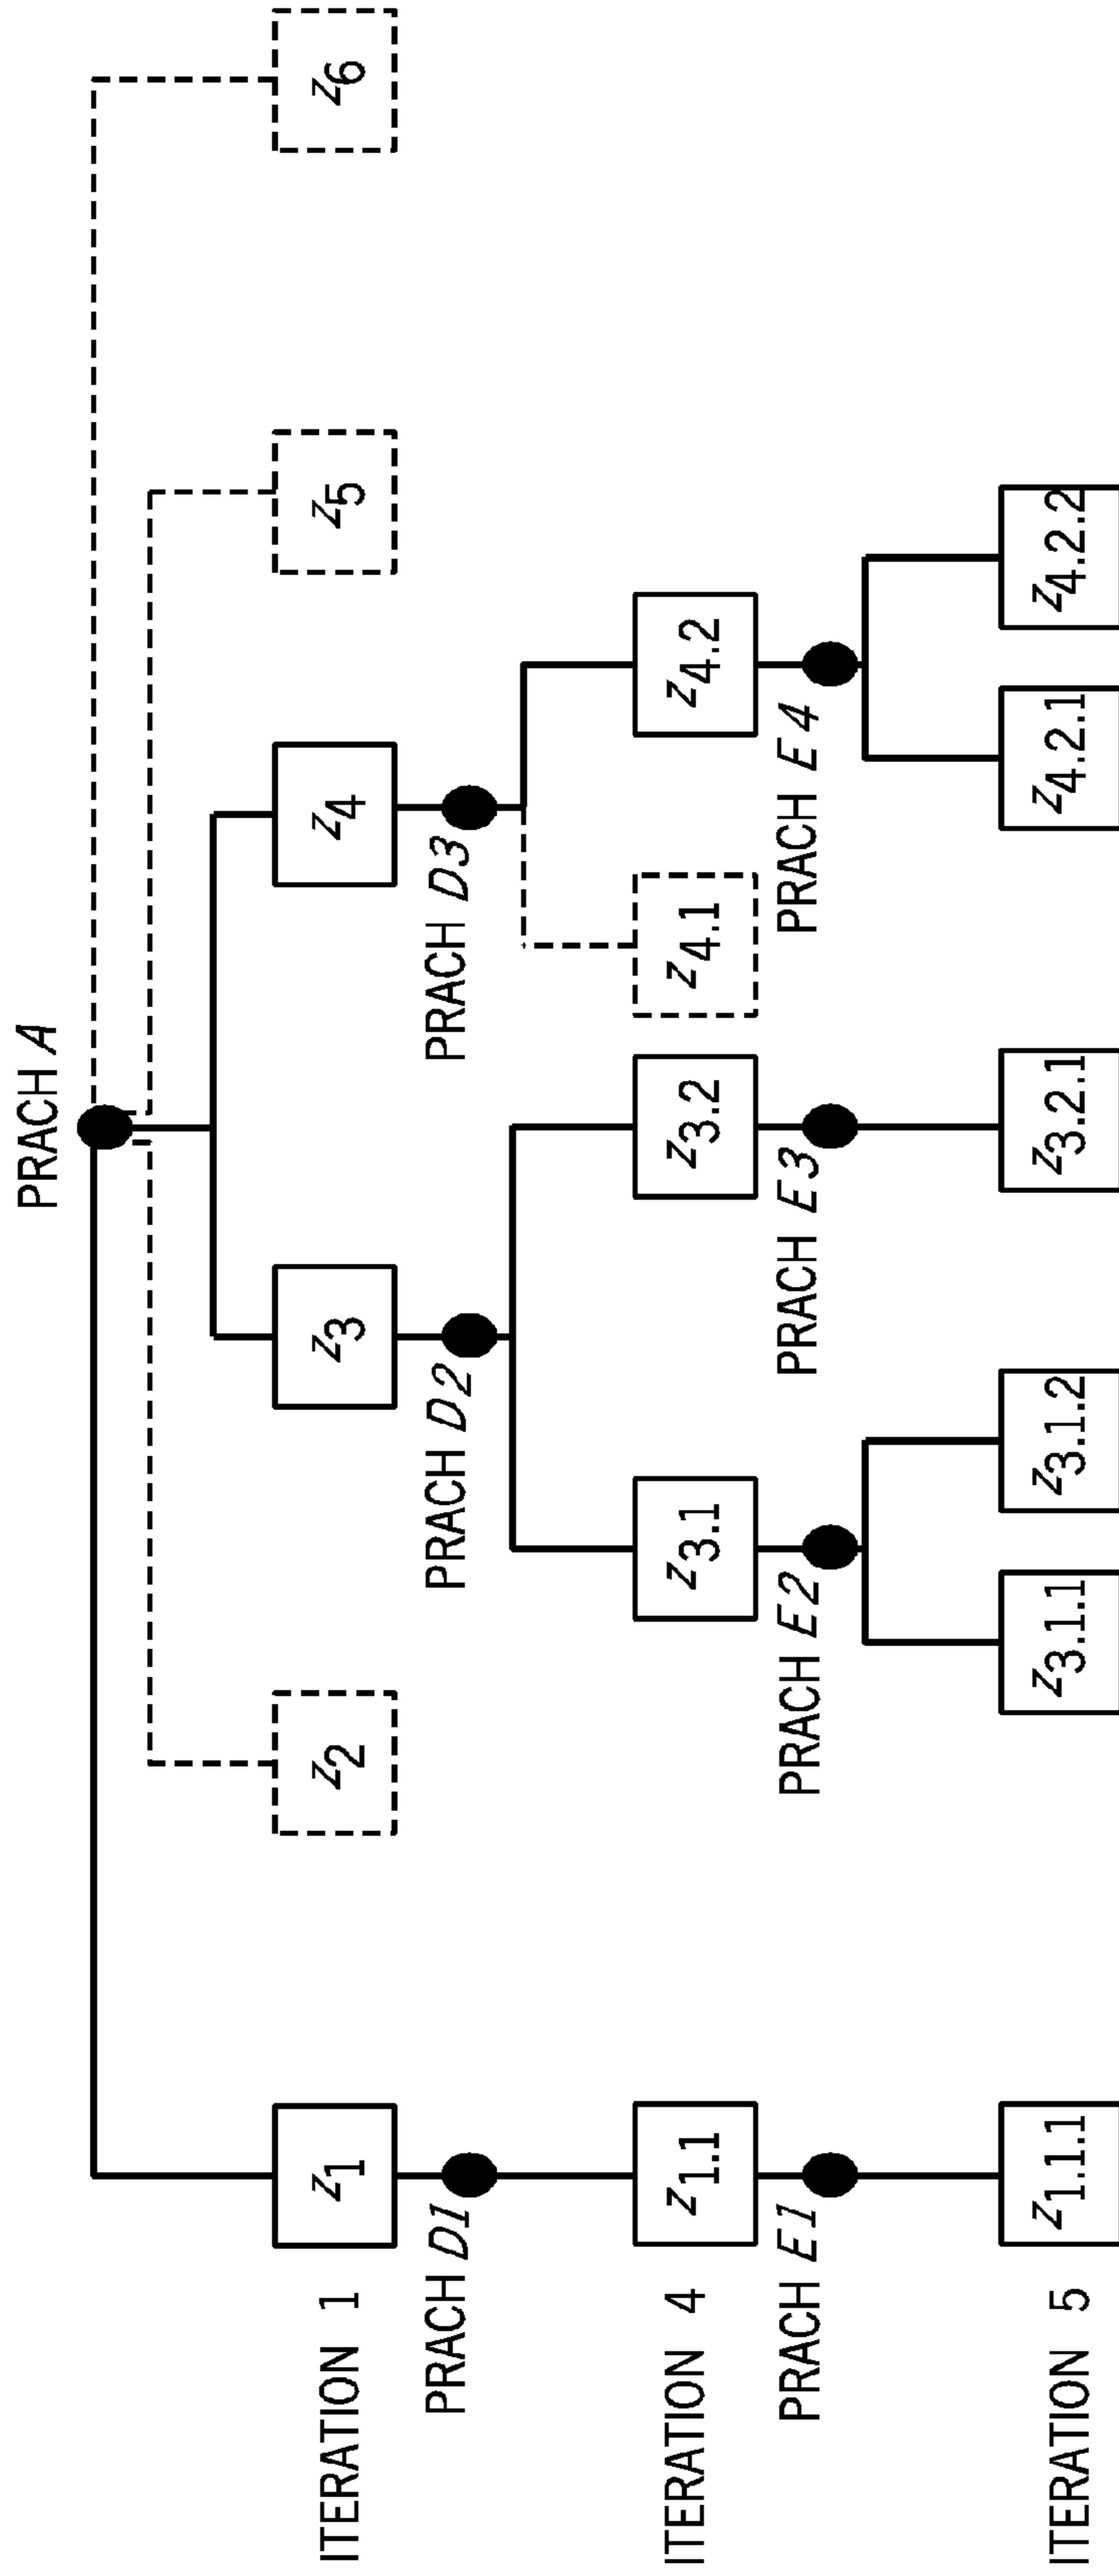 PRACH A
ITERATION 1
z1
z2
z3
z4
z5
z6
PRACH D1
PRACH D2
PRACH D3
ITERATION 4
z1.1
z3.1
z3.2
z4.1
z4.2
PRACH E1
PRACH E2
PRACH E3
PRACH E4
ITERATION 5
z1.1.1
z3.1.1
z3.1.2
z3.2.1
z4.2.1
z4.2.2